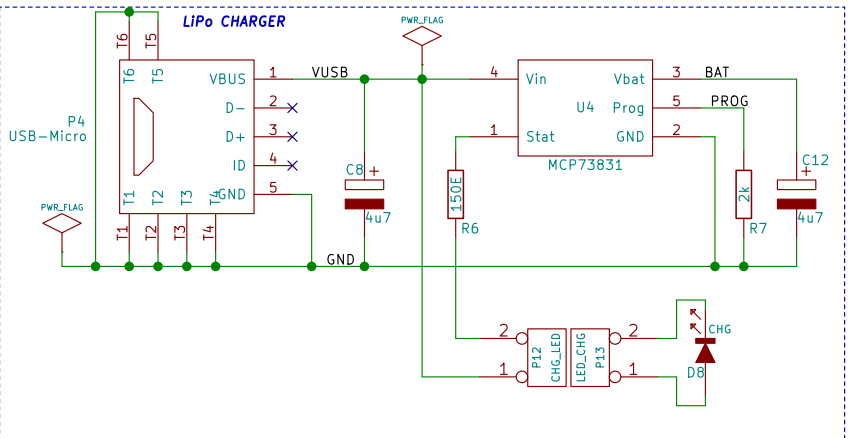 LiPo CHARGER
PWR_FLAG
T6
T5
T6
T5
P4
USB-Micro
VBUS 1 VUSB
D- 2
D+ 3
ID 4
GND 5
T1
T2
T3
T4
T1
T2
T3
T4
PWR_FLAG
GND
C8
+
4u7
4 Vin
1 Stat
U4
Vbat 3 BAT
Prog 5 PROG
GND 2
MCP73831
150E
R6
2k
R7
C12
+
4u7
2
1
P12
CHG_LED
LED_CHG
P13
2
1
CHG
D8